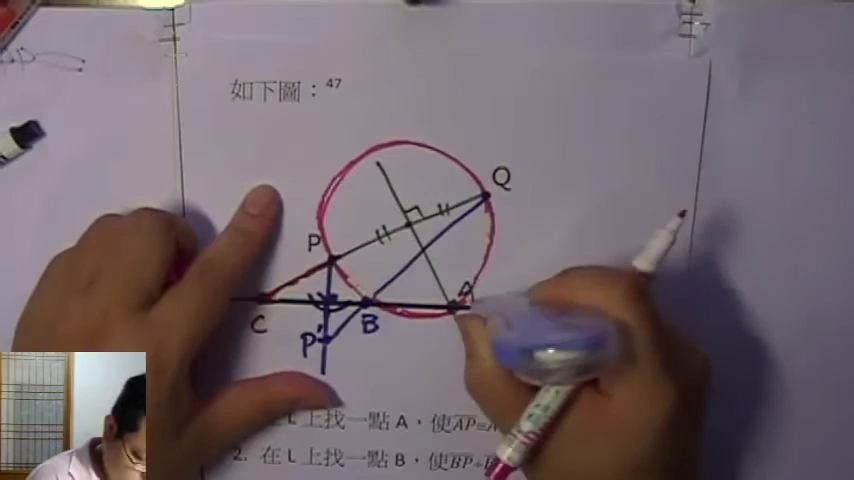 如下圖：47
Q
P
A
C
B
P'
L 上找一點 A，使AP=
2. 在 L 上找一點 B，使BP+